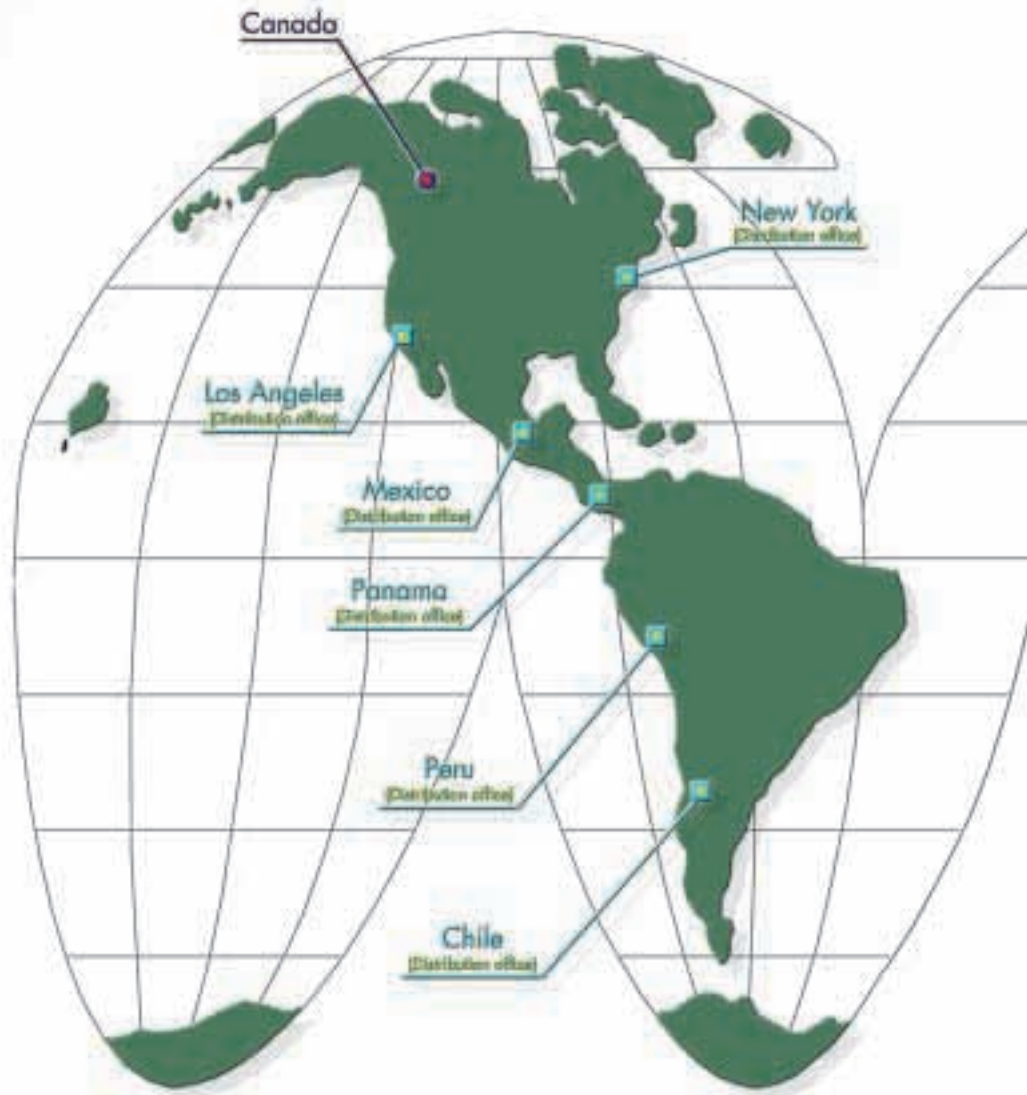 Canada
New York
(Distribution office)
Los Angeles
(Distribution office)
Mexico
(Distribution office)
Panama
(Distribution office)
Peru
(Distribution office)
Chile
(Distribution office)